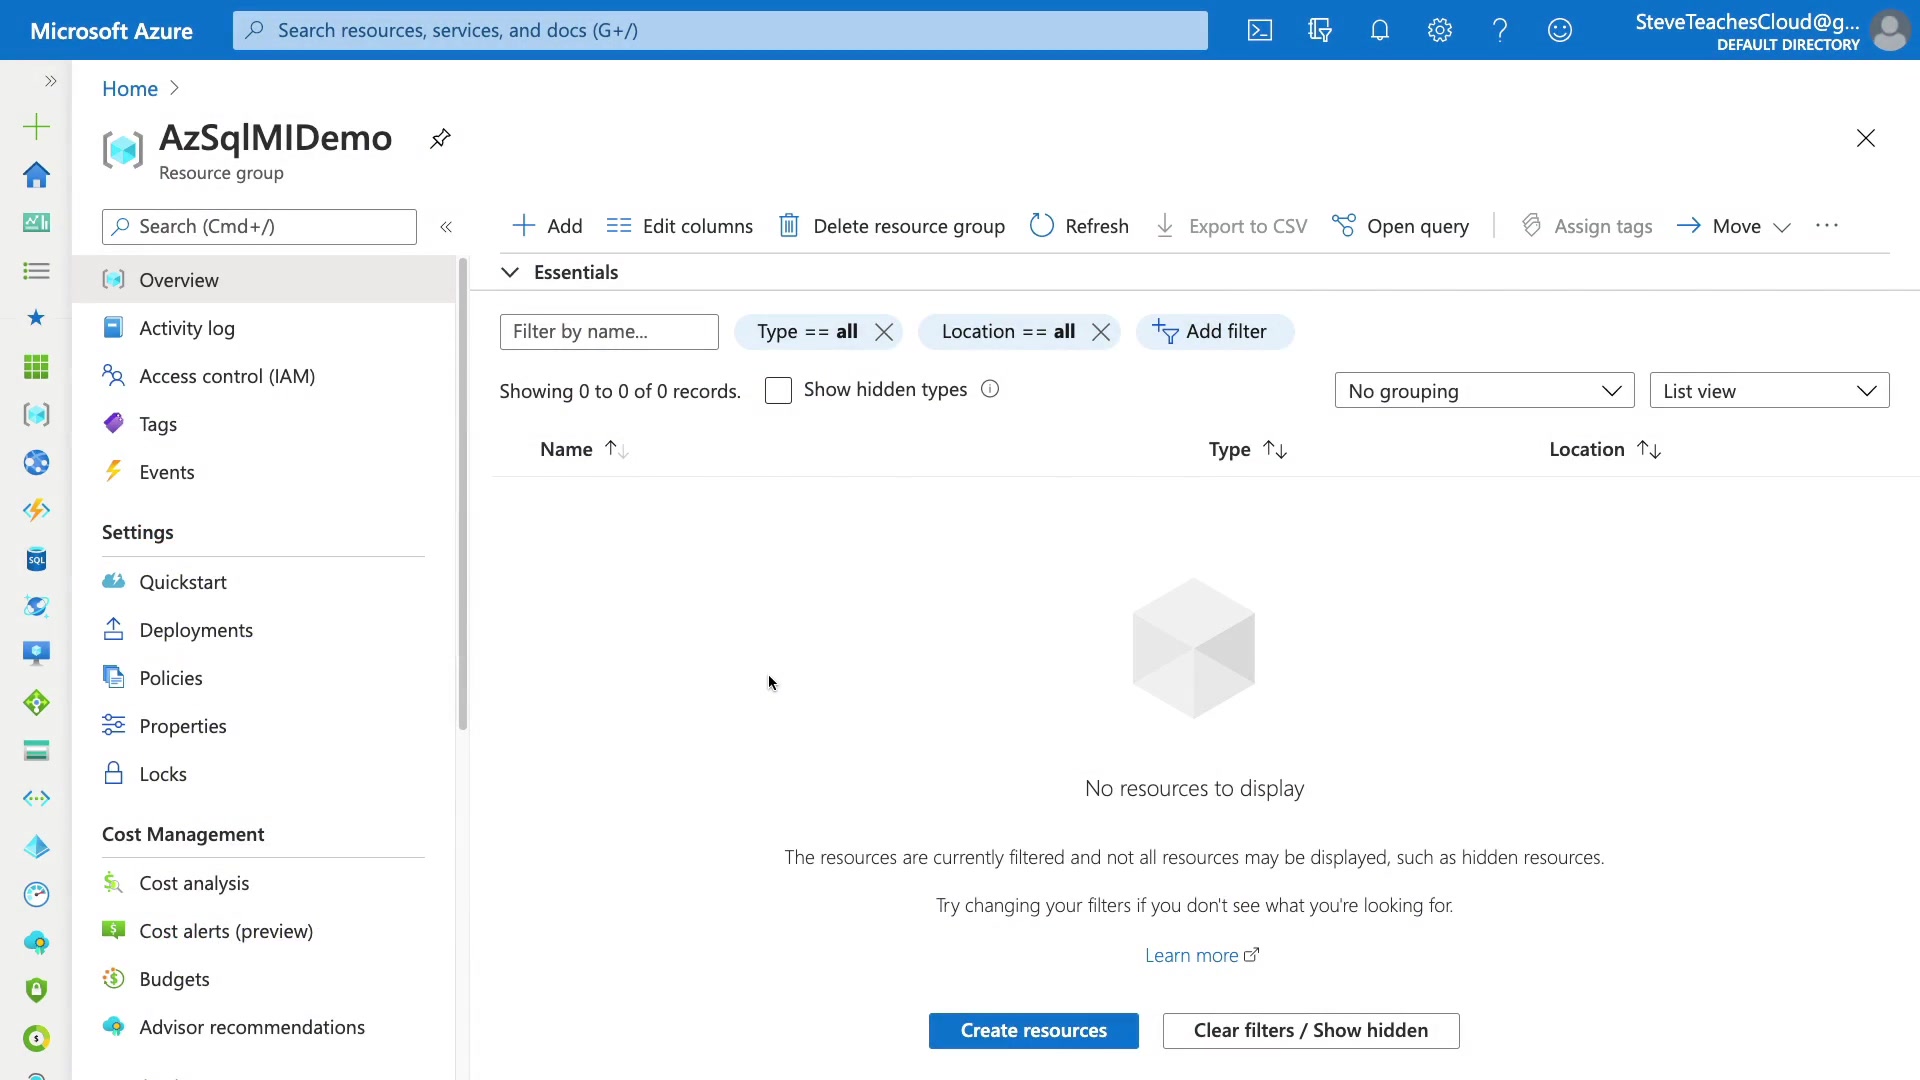 Microsoft Azure
Search resources, services, and docs (G+/)
SteveTeachesCloud@g...
DEFAULT DIRECTORY
Home
AzSqlMIDemo
Resource group
Search (Cmd+/)
Add
Edit columns
Delete resource group
Refresh
Export to CSV
Open query
Assign tags
Move
Overview
Activity log
Access control (IAM)
Tags
Events
Settings
Quickstart
Deployments
Policies
Properties
Locks
Cost Management
Cost analysis
Cost alerts (preview)
Budgets
Advisor recommendations
Essentials
Filter by name...
Type == all
Location == all
Add filter
Showing 0 to 0 of 0 records.
Show hidden types
No grouping
List view
Name
Type
Location
No resources to display
The resources are currently filtered and not all resources may be displayed, such as hidden resources.
Try changing your filters if you don't see what you're looking for.
Learn more
Create resources
Clear filters / Show hidden
SQL